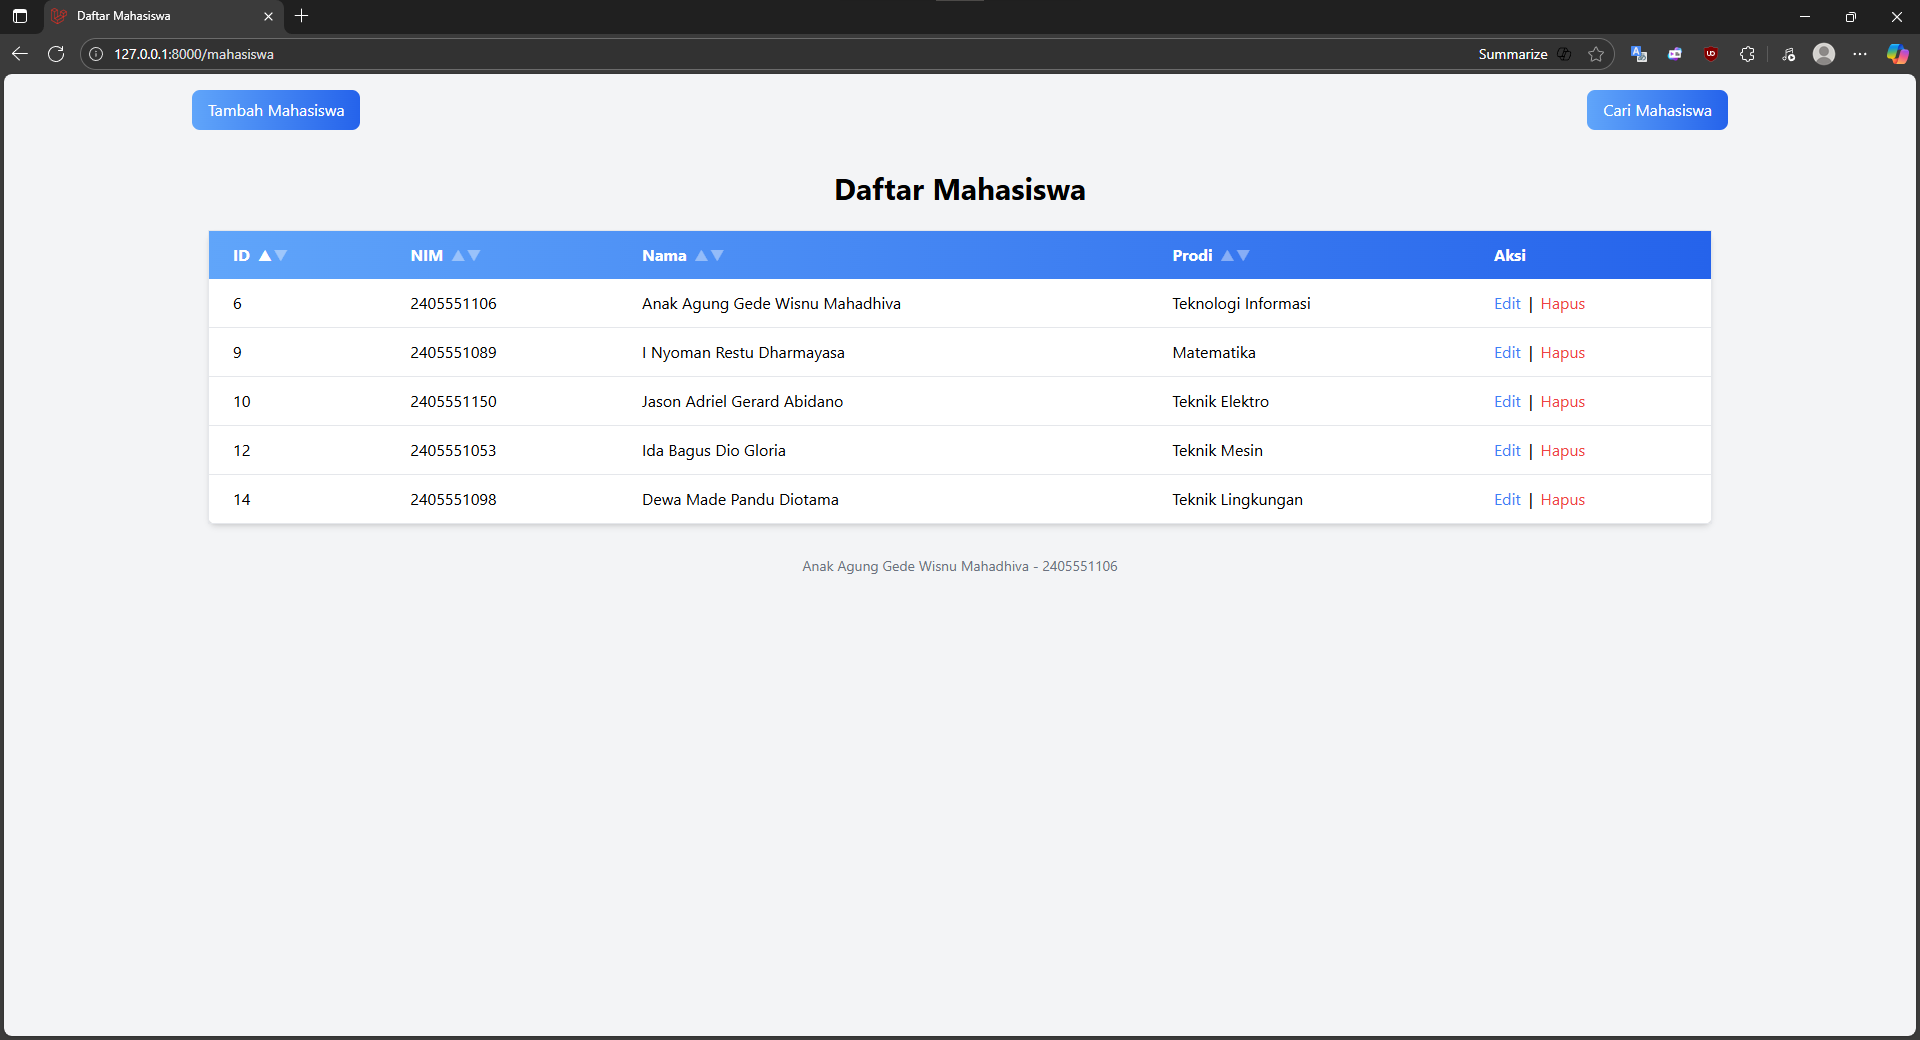 Daftar Mahasiswa
127.0.0.1:8000/mahasiswa
Summarize
Tambah Mahasiswa
Cari Mahasiswa
Daftar Mahasiswa
ID ▲▼ NIM ▲▼ Nama ▲▼ Prodi ▲▼ Aksi
6 2405551106 Anak Agung Gede Wisnu Mahadhiva Teknologi Informasi Edit | Hapus
9 2405551089 I Nyoman Restu Dharmayasa Matematika Edit | Hapus
10 2405551150 Jason Adriel Gerard Abidano Teknik Elektro Edit | Hapus
12 2405551053 Ida Bagus Dio Gloria Teknik Mesin Edit | Hapus
14 2405551098 Dewa Made Pandu Diotama Teknik Lingkungan Edit | Hapus
Anak Agung Gede Wisnu Mahadhiva - 2405551106